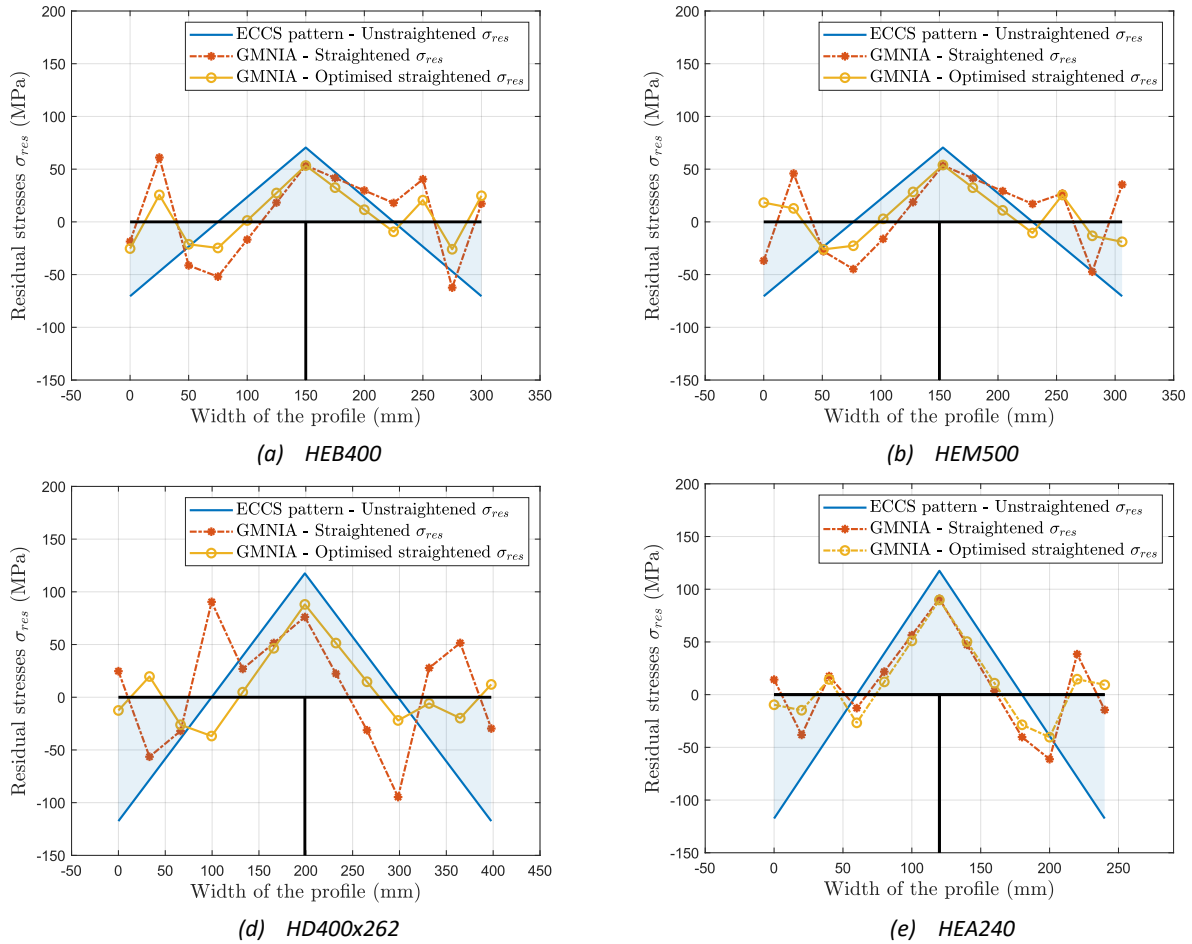 200
150
100
50
0
-50
-100
-150
Residual stresses σres (MPa)
ECCS pattern - Unstraightened σres
GMNIA - Straightened σres
GMNIA - Optimised straightened σres
-50 0 50 100 150 200 250 300 350
Width of the profile (mm)
(a) HEB400
200
150
100
50
0
-50
-100
-150
Residual stresses σres (MPa)
ECCS pattern - Unstraightened σres
GMNIA - Straightened σres
GMNIA - Optimised straightened σres
-50 0 50 100 150 200 250 300 350
Width of the profile (mm)
(b) HEM500
200
150
100
50
0
-50
-100
-150
Residual stresses σres (MPa)
ECCS pattern - Unstraightened σres
GMNIA - Straightened σres
GMNIA - Optimised straightened σres
-50 0 50 100 150 200 250 300 350 400 450
Width of the profile (mm)
(d) HD400x262
200
150
100
50
0
-50
-100
-150
Residual stresses σres (MPa)
ECCS pattern - Unstraightened σres
GMNIA - Straightened σres
GMNIA - Optimised straightened σres
-50 0 50 100 150 200 250
Width of the profile (mm)
(e) HEA240